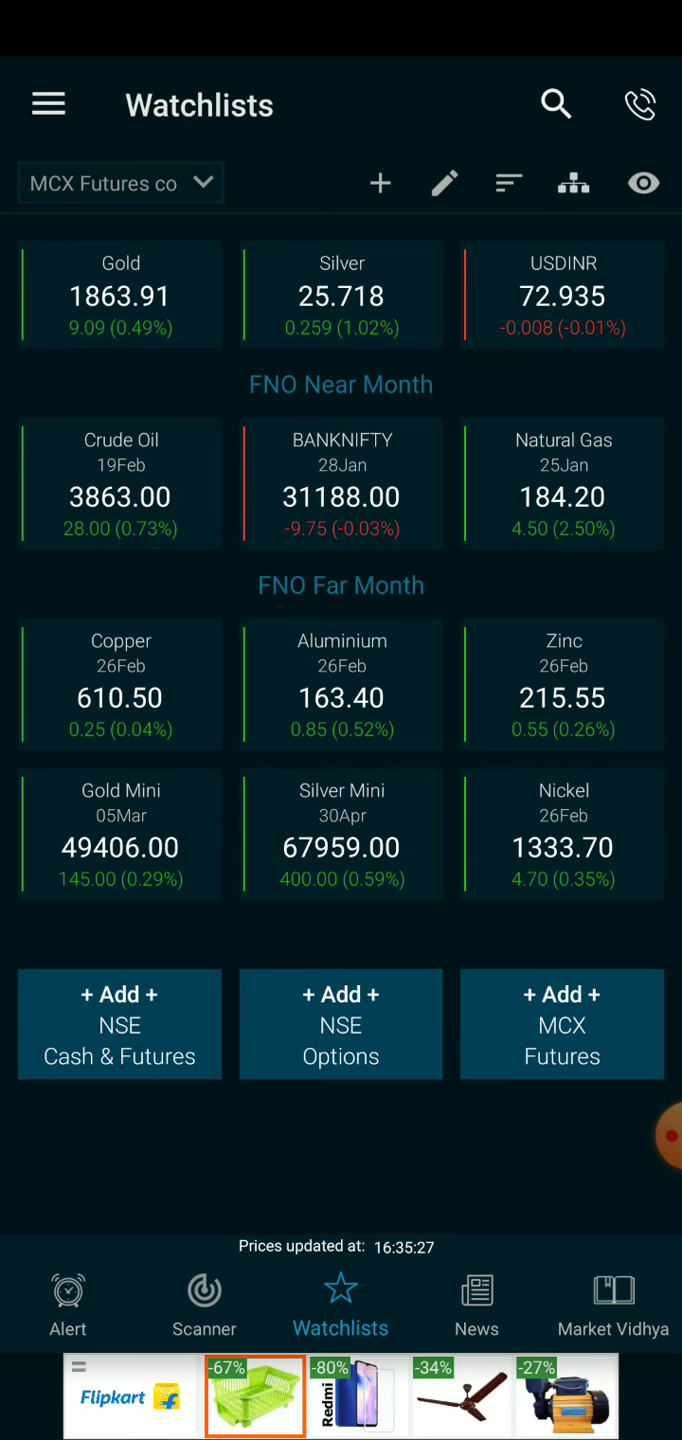 Watchlists
MCX Futures co
Gold
1863.91
9.09 (0.49%)
Silver
25.718
0.259 (1.02%)
USDINR
72.935
-0.008 (-0.01%)
FNO Near Month
Crude Oil
19Feb
3863.00
28.00 (0.73%)
BANKNIFTY
28Jan
31188.00
-9.75 (-0.03%)
Natural Gas
25Jan
184.20
4.50 (2.50%)
FNO Far Month
Copper
26Feb
610.50
0.25 (0.04%)
Aluminium
26Feb
163.40
0.85 (0.52%)
Zinc
26Feb
215.55
0.55 (0.26%)
Gold Mini
05Mar
49406.00
145.00 (0.29%)
Silver Mini
30Apr
67959.00
400.00 (0.59%)
Nickel
26Feb
1333.70
4.70 (0.35%)
+ Add +
NSE
Cash & Futures
+ Add +
NSE
Options
+ Add +
MCX
Futures
Prices updated at: 16:35:27
Alert
Scanner
Watchlists
News
Market Vidhya
Flipkart
-67%
-80%
Redmi
-34%
-27%